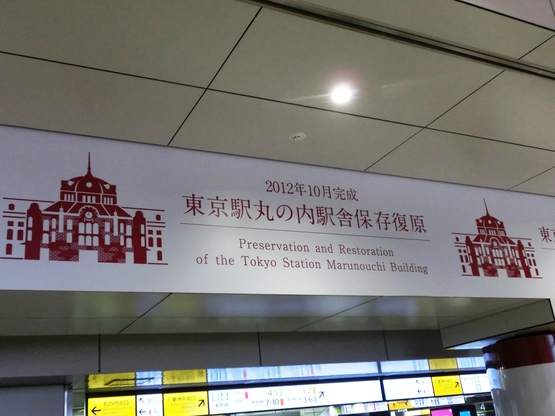 2012年10月完成
東京駅丸の内駅舎保存復原
Preservation and Restoration
of the Tokyo Station Marunouchi Building
東